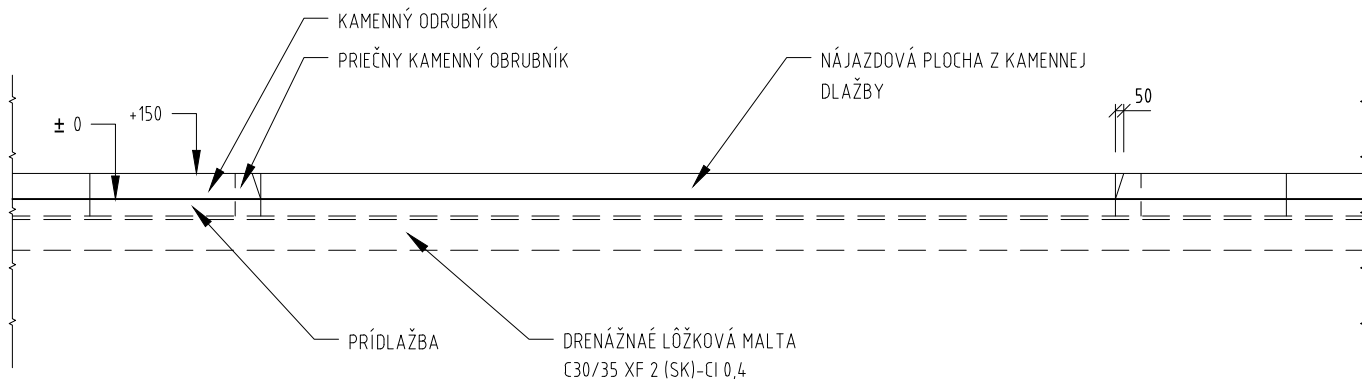 KAMENNÝ ODRUBNÍK
PRIEČNY KAMENNÝ OBRUBNÍK
NÁJAZDOVÁ PLOCHA Z KAMENNEJ
DLAŽBY
50
± 0
+150
PRÍDLAŽBA
DRENÁŽNAÉ LÔŽKOVÁ MALTA
C30/35 XF 2 (SK)-Cl 0,4